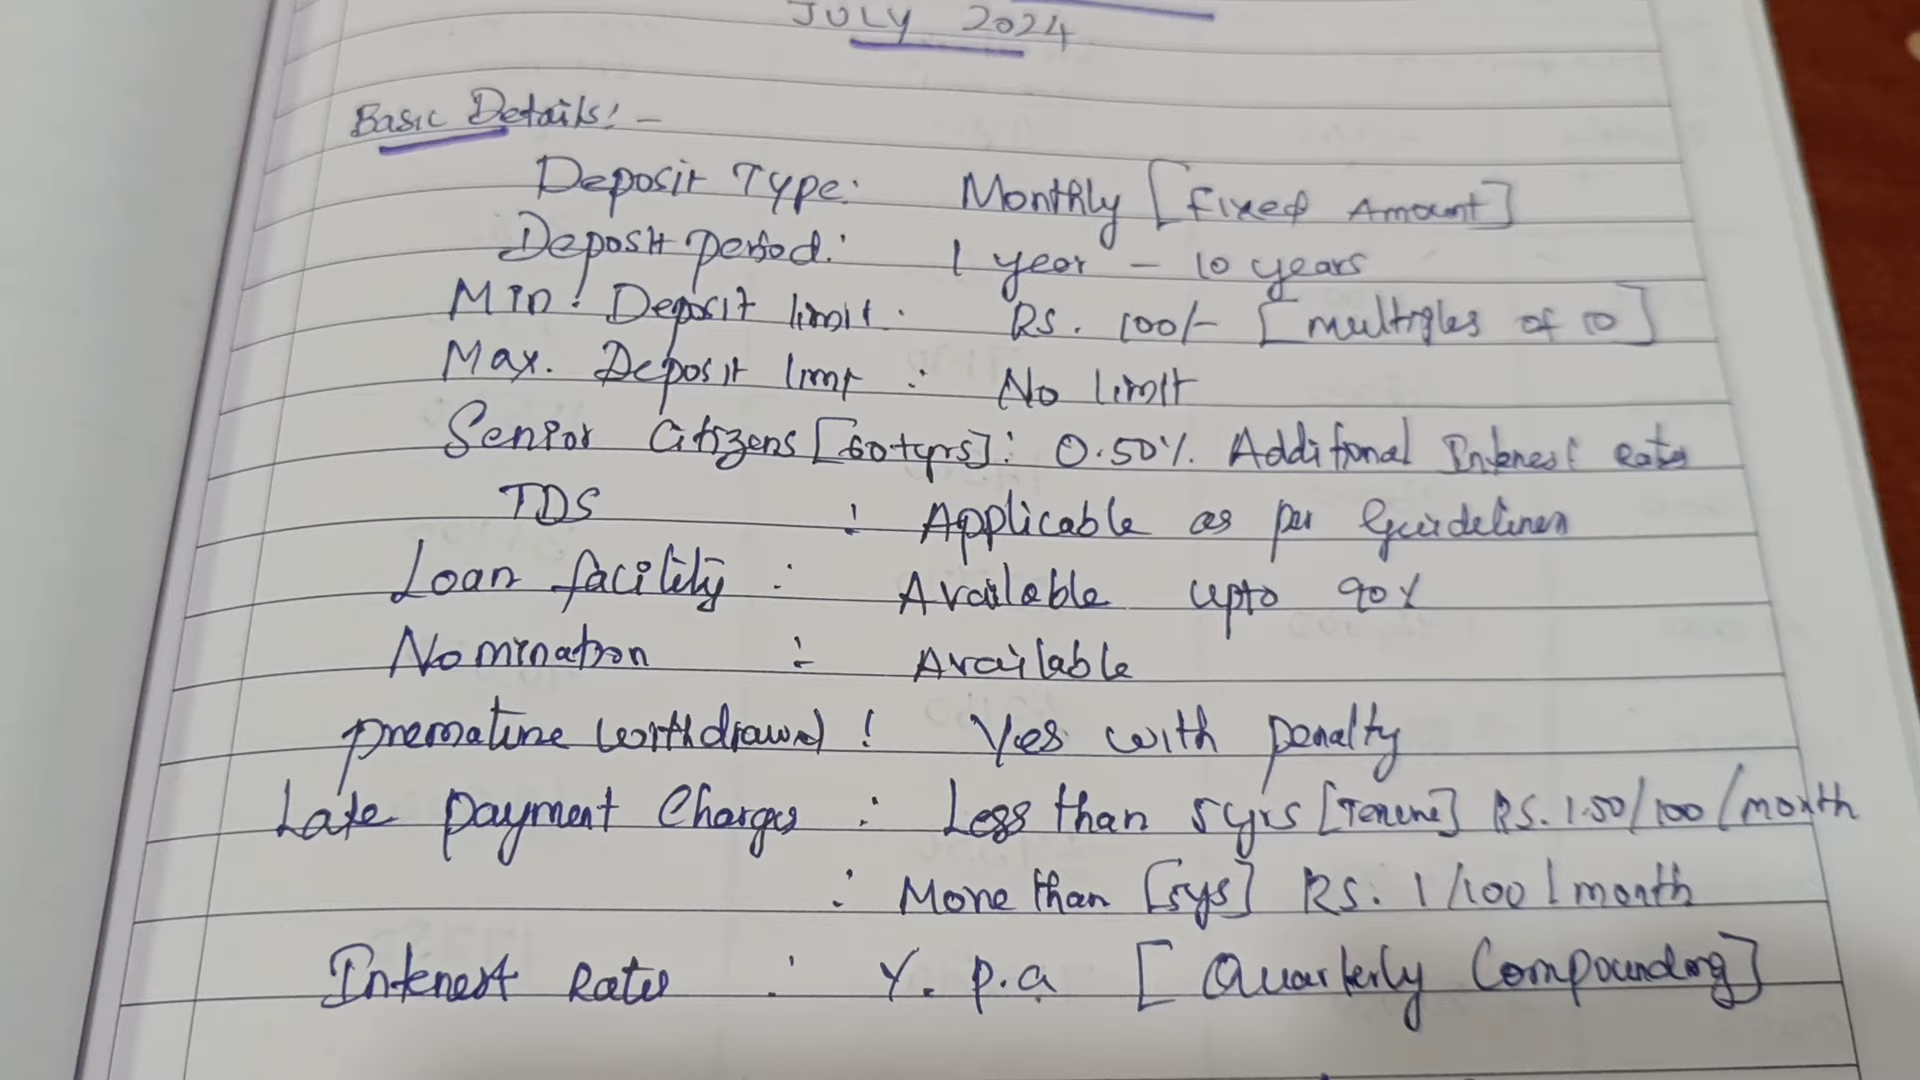 JULY 2024
Basic Details:-
Deposit Type: Monthly [Fixed Amount]
Deposit period: 1 year - 10 years
Min. Deposit limit: Rs. 100/- [multiples of 10]
Max. Deposit limit : No limit
Senior Citizens [60+yrs]: 0.50% Additional Interest Rates
TDS : Applicable as per Guidelines
Loan facility : Available upto 90%
Nomination : Available
Premature withdrawal : Yes with penalty
Late payment Charges : Less than 5yrs [Tenure] RS. 1.50/100/month
: More than [5yrs] RS. 1/100/month
Interest Rates : %. p.a [Quarterly Compounding]